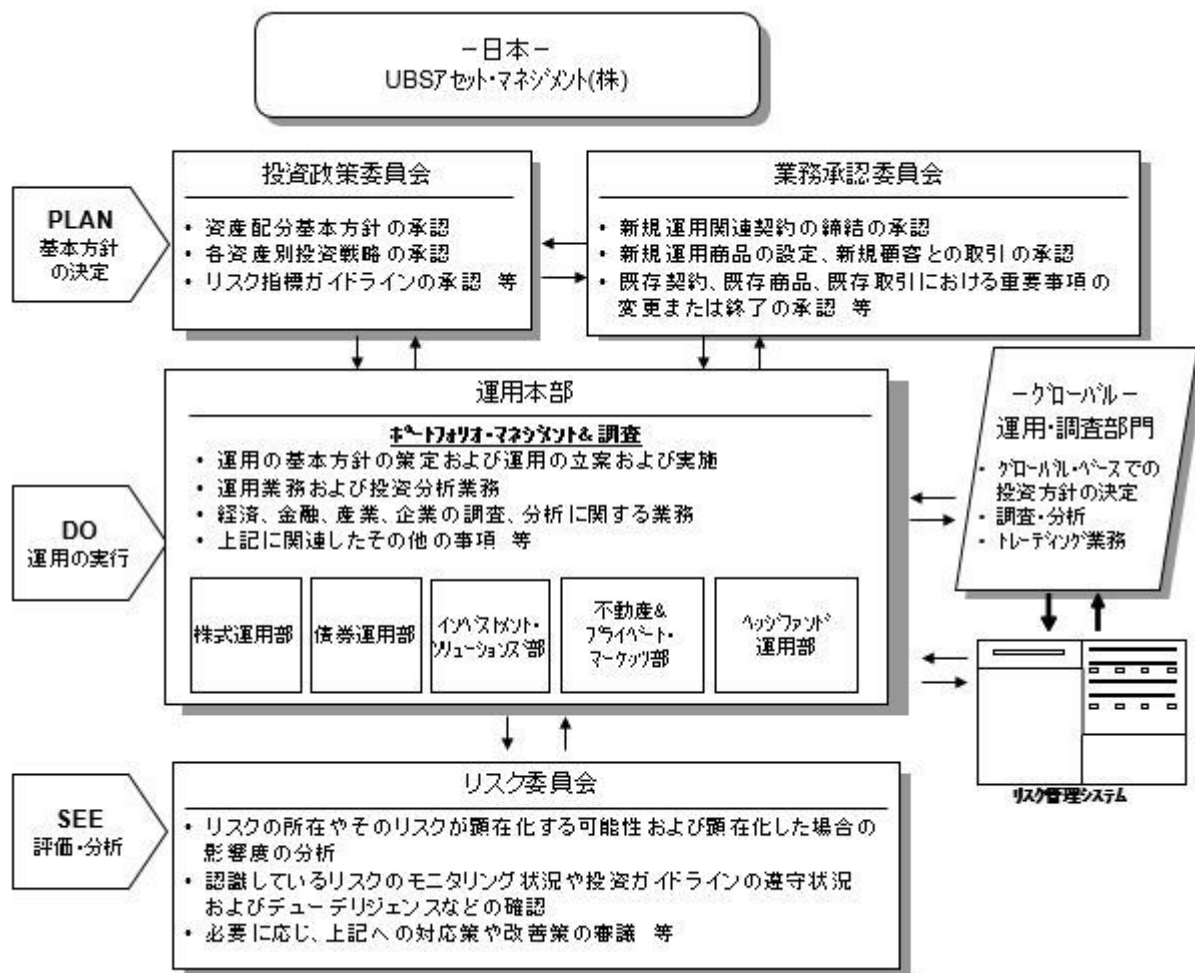 －日本－
UBSｱｾｯﾄ･ﾏﾈｼﾞﾒﾝﾄ(株)
PLAN
基本方針
の決定
投資政策委員会
・ 資産配分基本方針の承認
・ 各資産別投資戦略の承認
・ リスク指標ガイドラインの承認 等
業務承認委員会
・ 新規運用関連契約の締結の承認
・ 新規運用商品の設定、新規顧客との取引の承認
・ 既存契約、既存商品、既存取引における重要事項の
変更または終了の承認 等
DO
運用の実行
運用本部
ﾎﾟｰﾄﾌｫﾘｵ･ﾏﾈｼﾞﾒﾝﾄ& 調査
・ 運用の基本方針の策定および運用の立案および実施
・ 運用業務および投資分析業務
・ 経済、金融、産業、企業の調査、分析に関する業務
・ 上記に関連したその他の事項 等
株式運用部
債券運用部
ｲﾝﾍﾞｽﾄﾒﾝﾄ･
ｿﾘｭｰｼｮﾝｽﾞ部
不動産&
ﾌﾟﾗｲﾍﾞｰﾄ･
ﾏｰｹｯﾂ部
ﾍｯｼﾞﾌｧﾝﾄﾞ
運用部
－ｸﾞﾛｰﾊﾞﾙ－
運用･調査部門
・ ｸﾞﾛｰﾊﾞﾙ･ﾍﾞｰｽでの
投資方針の決定
・ 調査･分析
・ ﾄﾚｰﾃﾞｨﾝｸﾞ業務
ﾘｽｸ管理ｼｽﾃﾑ
SEE
評価･分析
リスク委員会
・ リスクの所在やそのリスクが顕在化する可能性および顕在化した場合の
影響度の分析
・ 認識しているリスクのモニタリング状況や投資ガイドラインの遵守状況
およびデューデリジェンスなどの確認
・ 必要に応じ、上記への対応策や改善策の審議 等